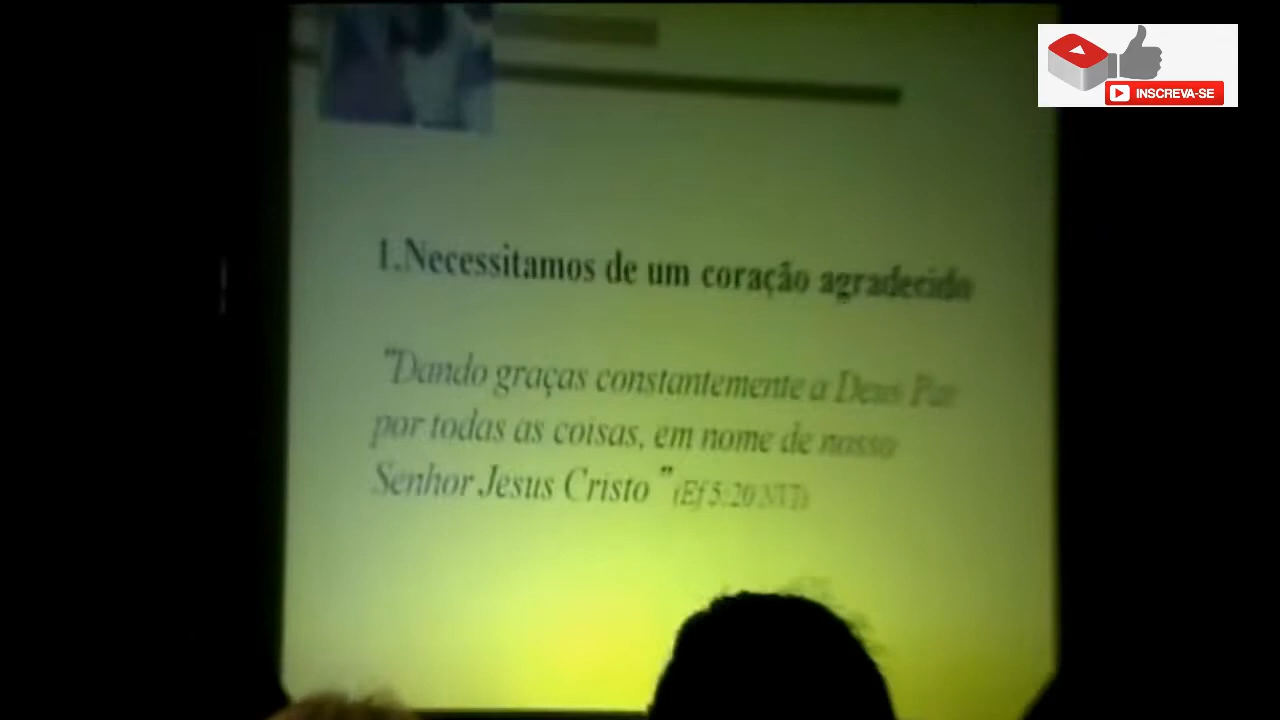 INSCREVA-SE
1.Necessitamos de um coração agradecido
"Dando graças constantemente a Deus Pai
por todas as coisas, em nome de nosso
Senhor Jesus Cristo" (Ef 5:20 NVI)